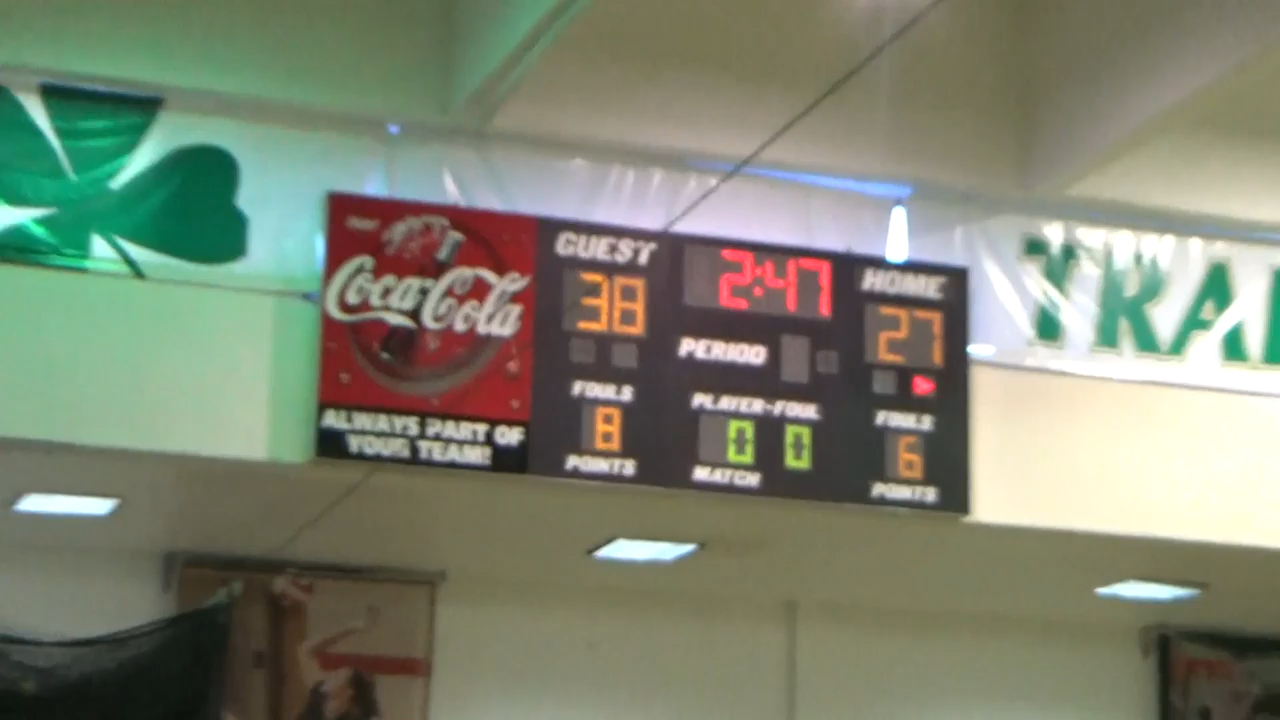 Coca-Cola
ALWAYS PART OF
YOUR TEAM!
GUEST
38
2:47
HOME
27
PERIOD
FOULS
8
POINTS
PLAYER-FOUL
0 0
MATCH
FOULS
6
POINTS
TRA